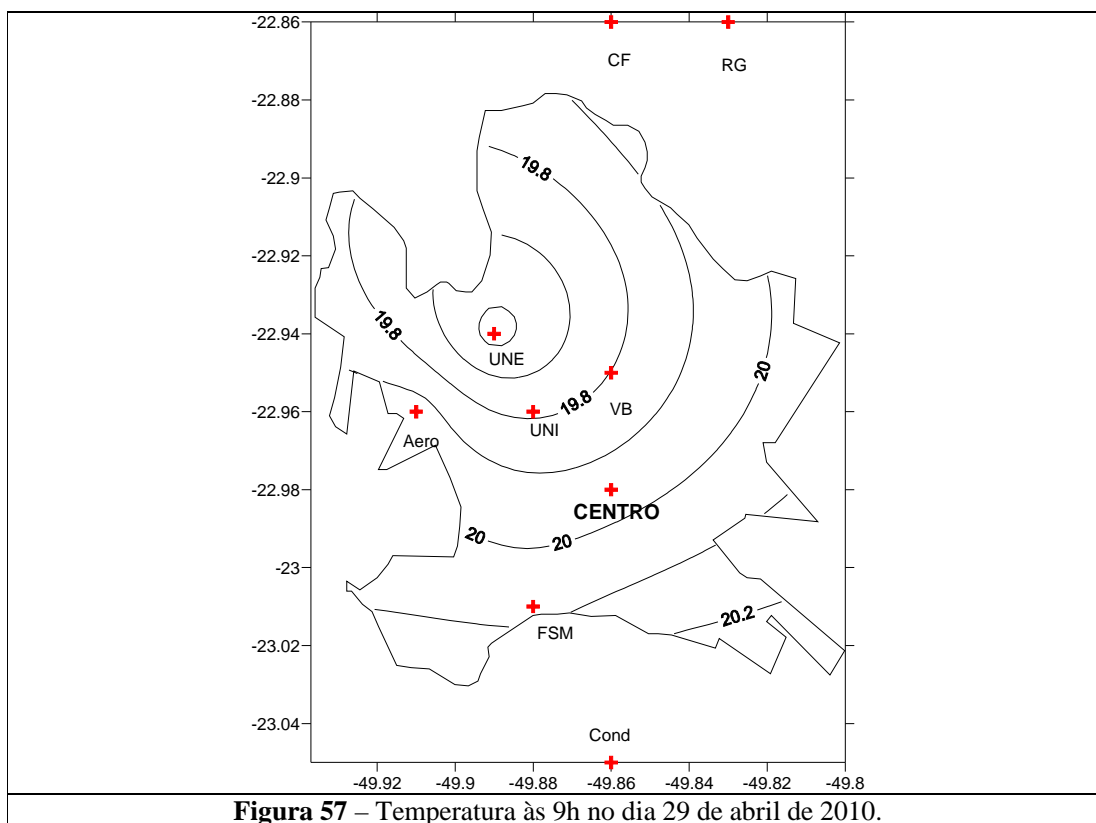 -22.86
CF
RG
-22.88
19.8
-22.9
-22.92
19.8
-22.94
UNE
20
19.8
VB
-22.96
UNI
Aero
-22.98
CENTRO
20
20
-23
20.2
FSM
-23.02
-23.04
Cond
-49.92 -49.9 -49.88 -49.86 -49.84 -49.82 -49.8
Figura 57 – Temperatura às 9h no dia 29 de abril de 2010.